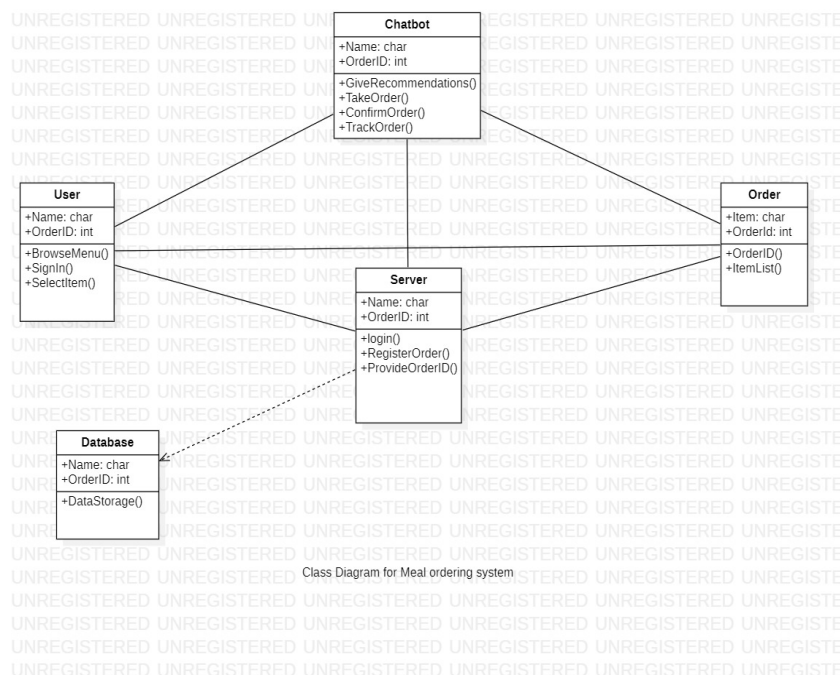 Chatbot
+Name: char
+OrderID: int
+GiveRecommendations()
+TakeOrder()
+ConfirmOrder()
+TrackOrder()
User
+Name: char
+OrderID: int
+BrowseMenu()
+SignIn()
+SelectItem()
Order
+Item: char
+OrderId: int
+OrderID()
+ItemList()
Server
+Name: char
+OrderID: int
+login()
+RegisterOrder()
+ProvideOrderID()
Database
+Name: char
+OrderID: int
+DataStorage()
Class Diagram for Meal ordering system
UNREGISTERED